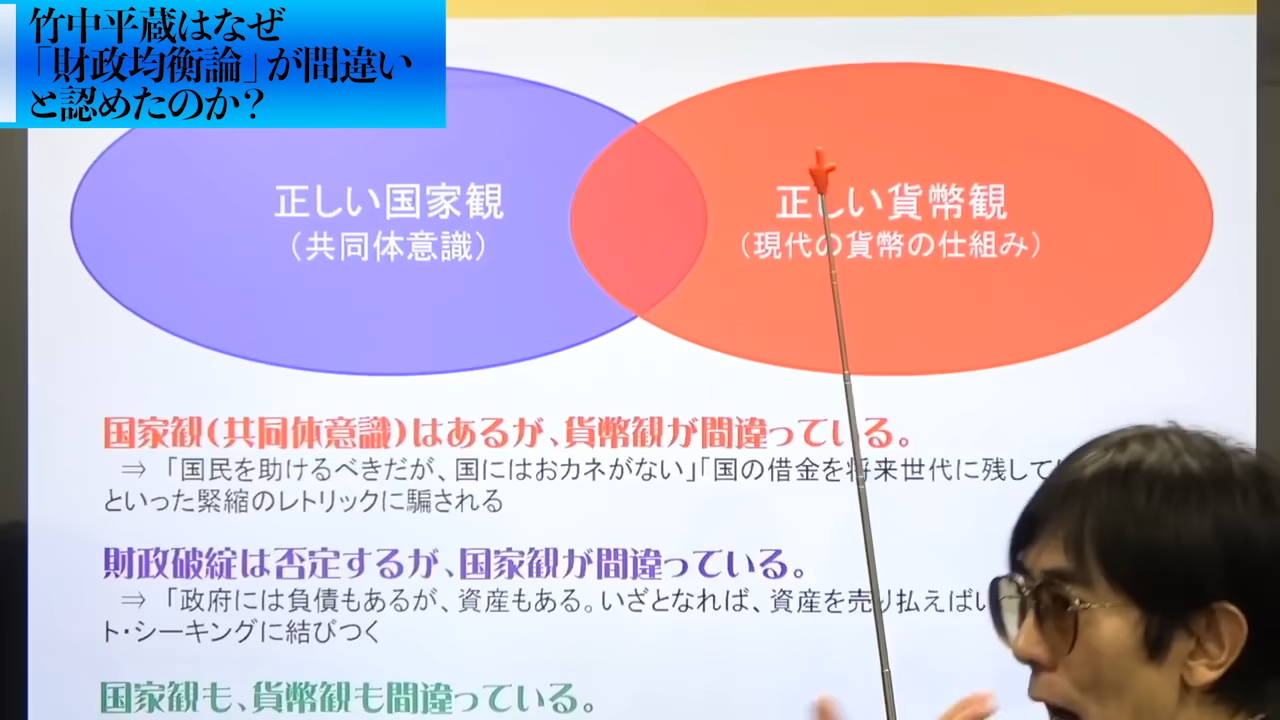 竹中平蔵はなぜ
「財政均衡論」が間違い
と認めたのか？
正しい国家観
（共同体意識）
正しい貨幣観
（現代の貨幣の仕組み）
国家観（共同体意識）はあるが、貨幣観が間違っている。
⇒ 「国民を助けるべきだが、国にはおカネがない」「国の借金を将来世代に残して
といった緊縮のレトリックに騙される
財政破綻は否定するが、国家観が間違っている。
⇒ 「政府には負債もあるが、資産もある。いざとなれば、資産を売り払えば
ト・シーキングに結びつく
国家観も、貨幣観も間違っている。